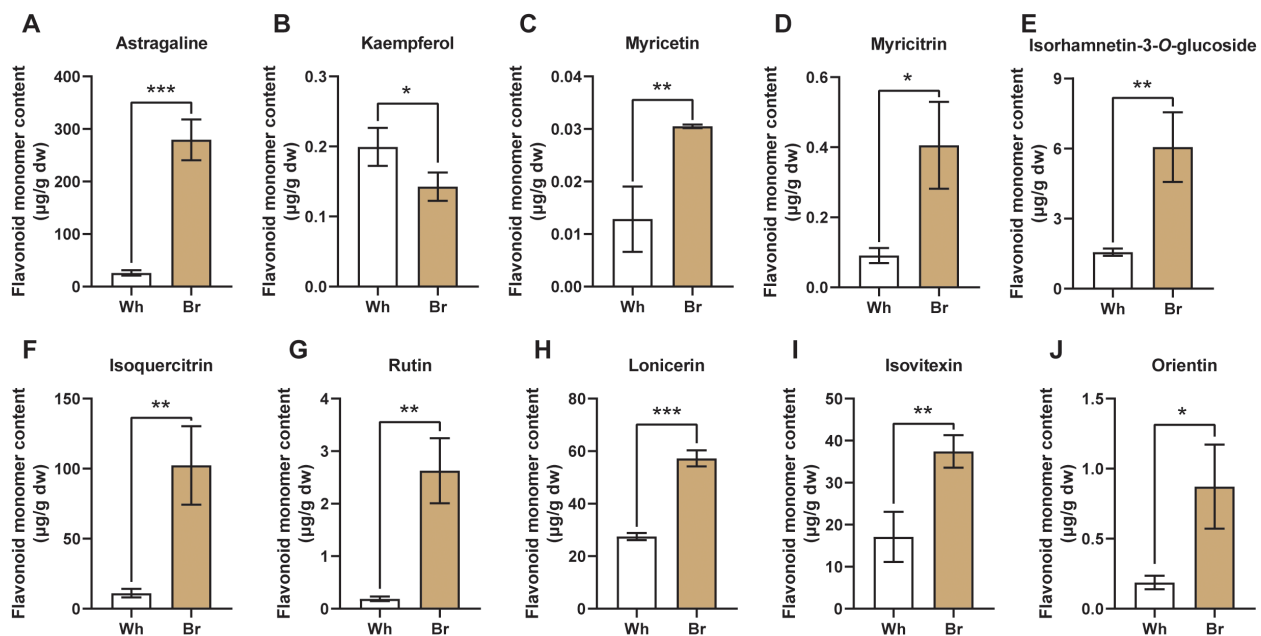 A
Astragaline
Flavonoid monomer content
(μg/g dw)
400
300
200
100
0
***
Wh
Br
B
Kaempferol
Flavonoid monomer content
(μg/g dw)
0.3
0.2
0.1
0.0
*
Wh
Br
C
Myricetin
Flavonoid monomer content
(μg/g dw)
0.04
0.03
0.02
0.01
0.00
**
Wh
Br
D
Myricitrin
Flavonoid monomer content
(μg/g dw)
0.6
0.4
0.2
0.0
*
Wh
Br
E
Isorhamnetin-3-O-glucoside
Flavonoid monomer content
(μg/g dw)
9
6
3
0
**
Wh
Br
F
Isoquercitrin
Flavonoid monomer content
(μg/g dw)
150
100
50
0
**
Wh
Br
G
Rutin
Flavonoid monomer content
(μg/g dw)
4
3
2
1
0
**
Wh
Br
H
Lonicerin
Flavonoid monomer content
(μg/g dw)
80
60
40
20
0
***
Wh
Br
I
Isovitexin
Flavonoid monomer content
(μg/g dw)
50
40
30
20
10
0
**
Wh
Br
J
Orientin
Flavonoid monomer content
(μg/g dw)
1.5
1.0
0.5
0.0
*
Wh
Br